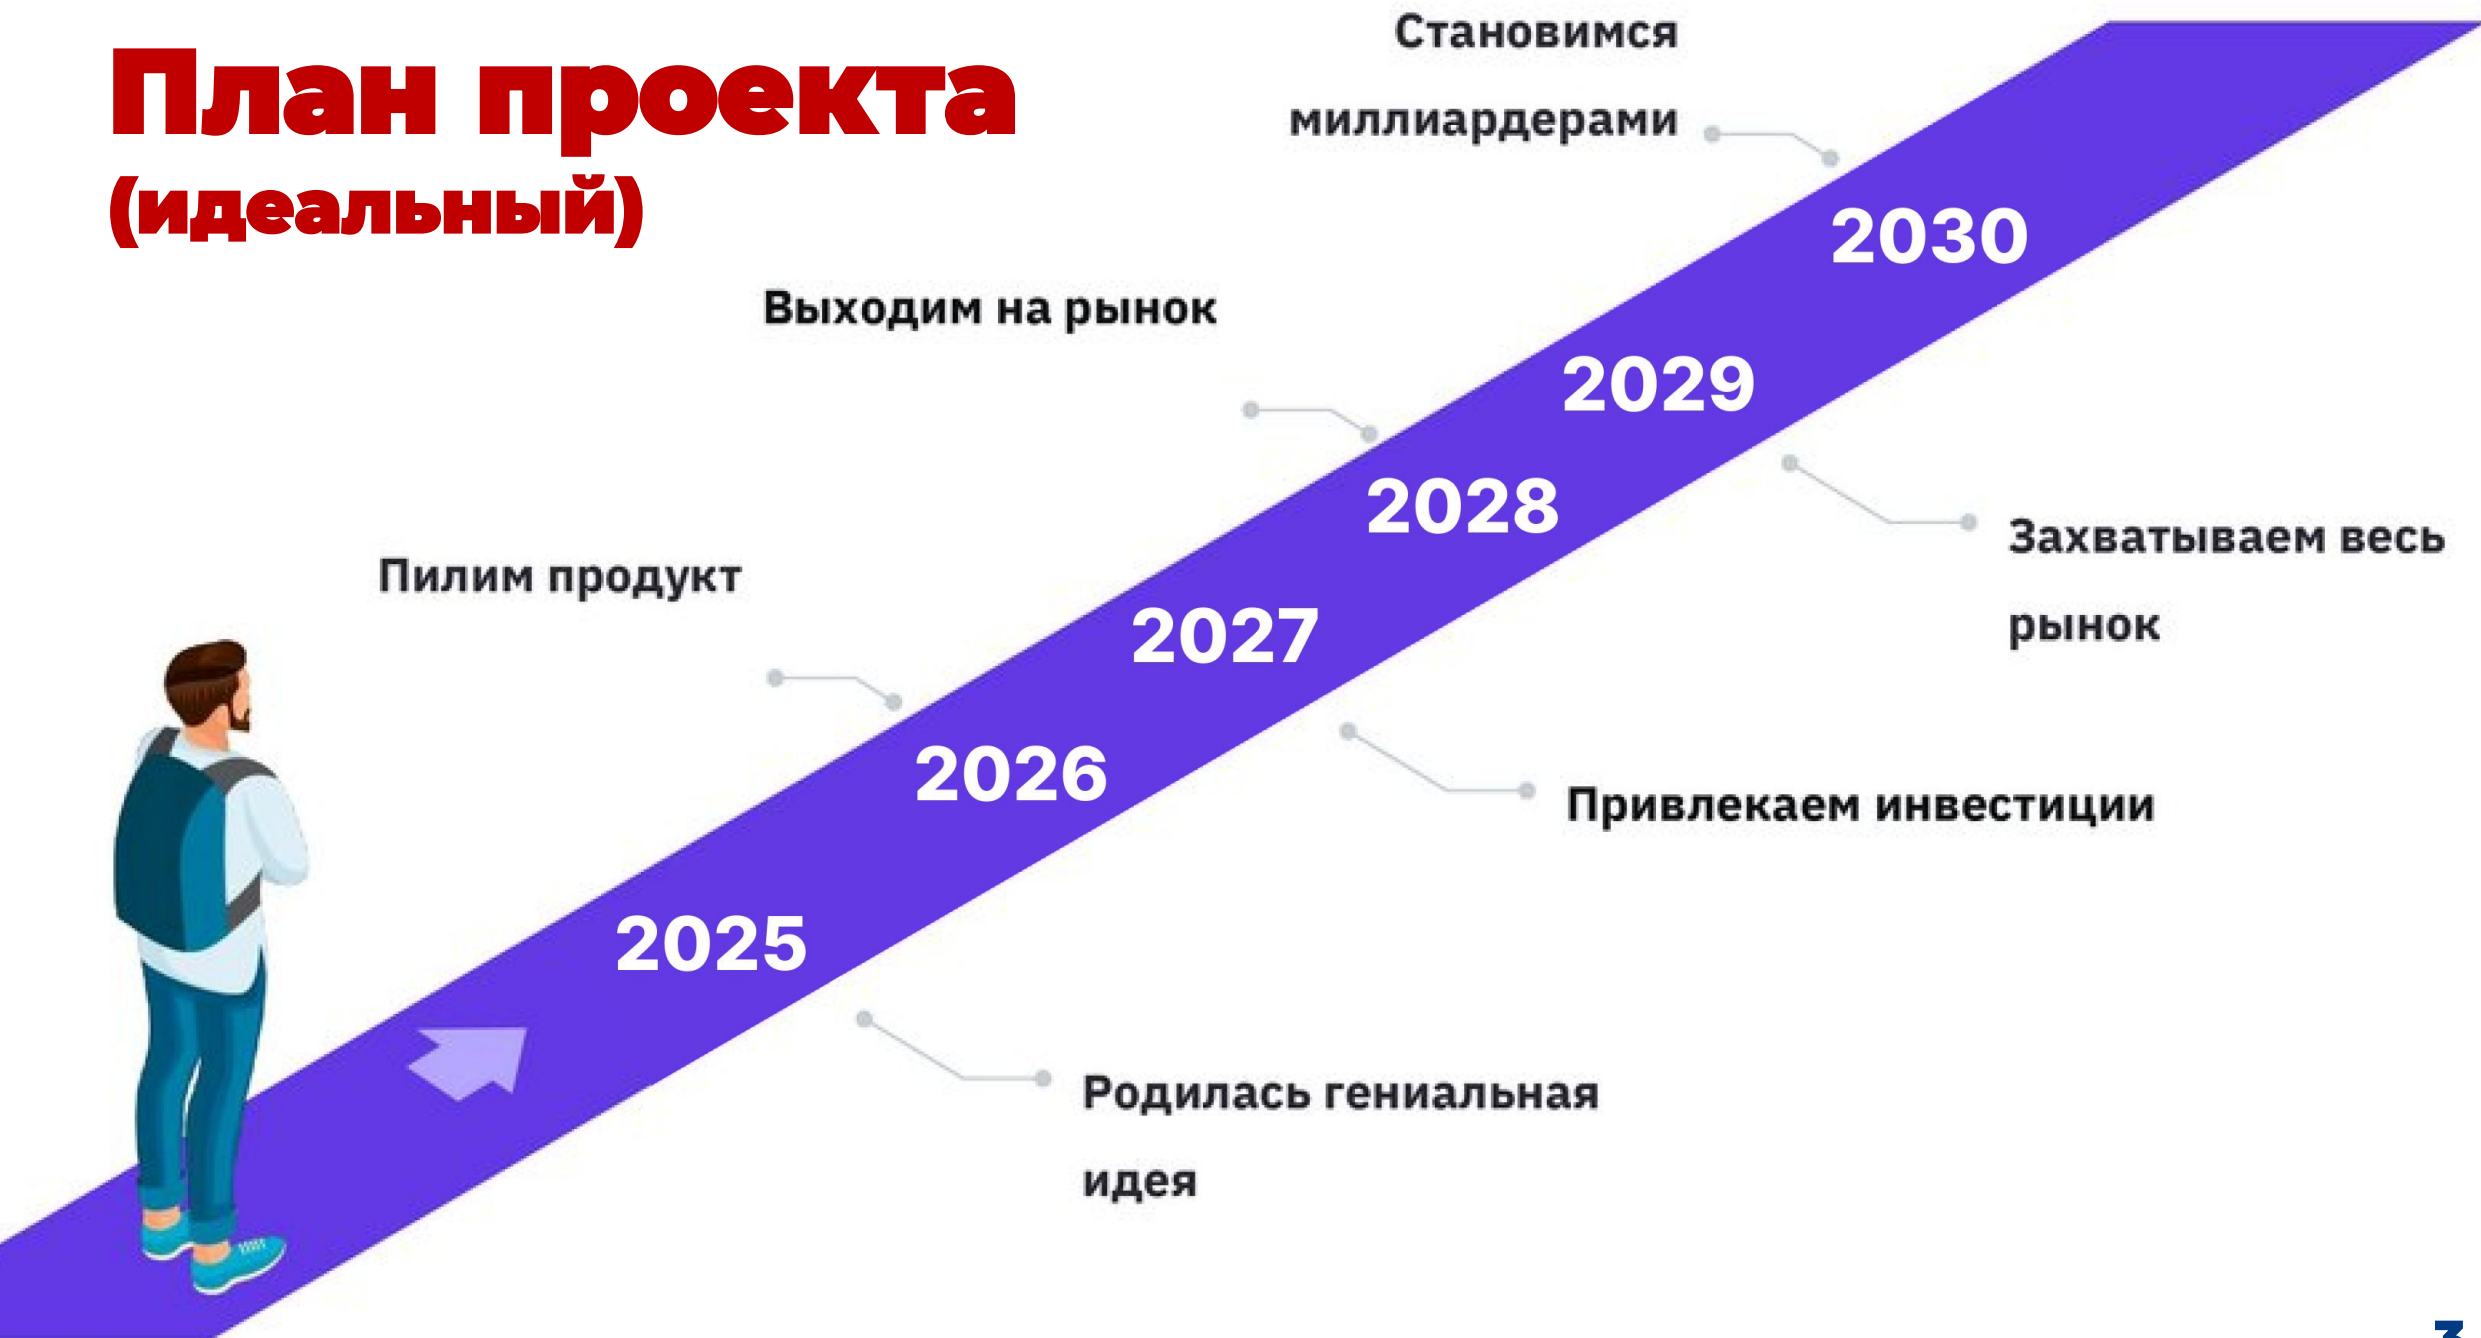 План проекта
(идеальный)
Становимся
миллиардерами
2030
Выходим на рынок
2029
2028
Захватываем весь
рынок
Пилим продукт
2027
2026
Привлекаем инвестиции
2025
Родилась гениальная
идея
3